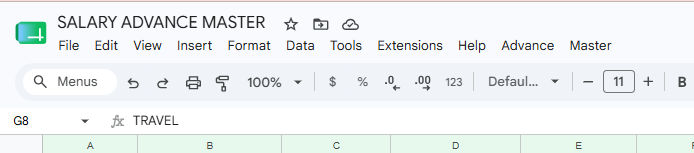 SALARY ADVANCE MASTER
File Edit View Insert Format Data Tools Extensions Help Advance Master
Menus 100% $ % .0 .00 123 Defaul... 11 B
G8 fx TRAVEL
A B C D E